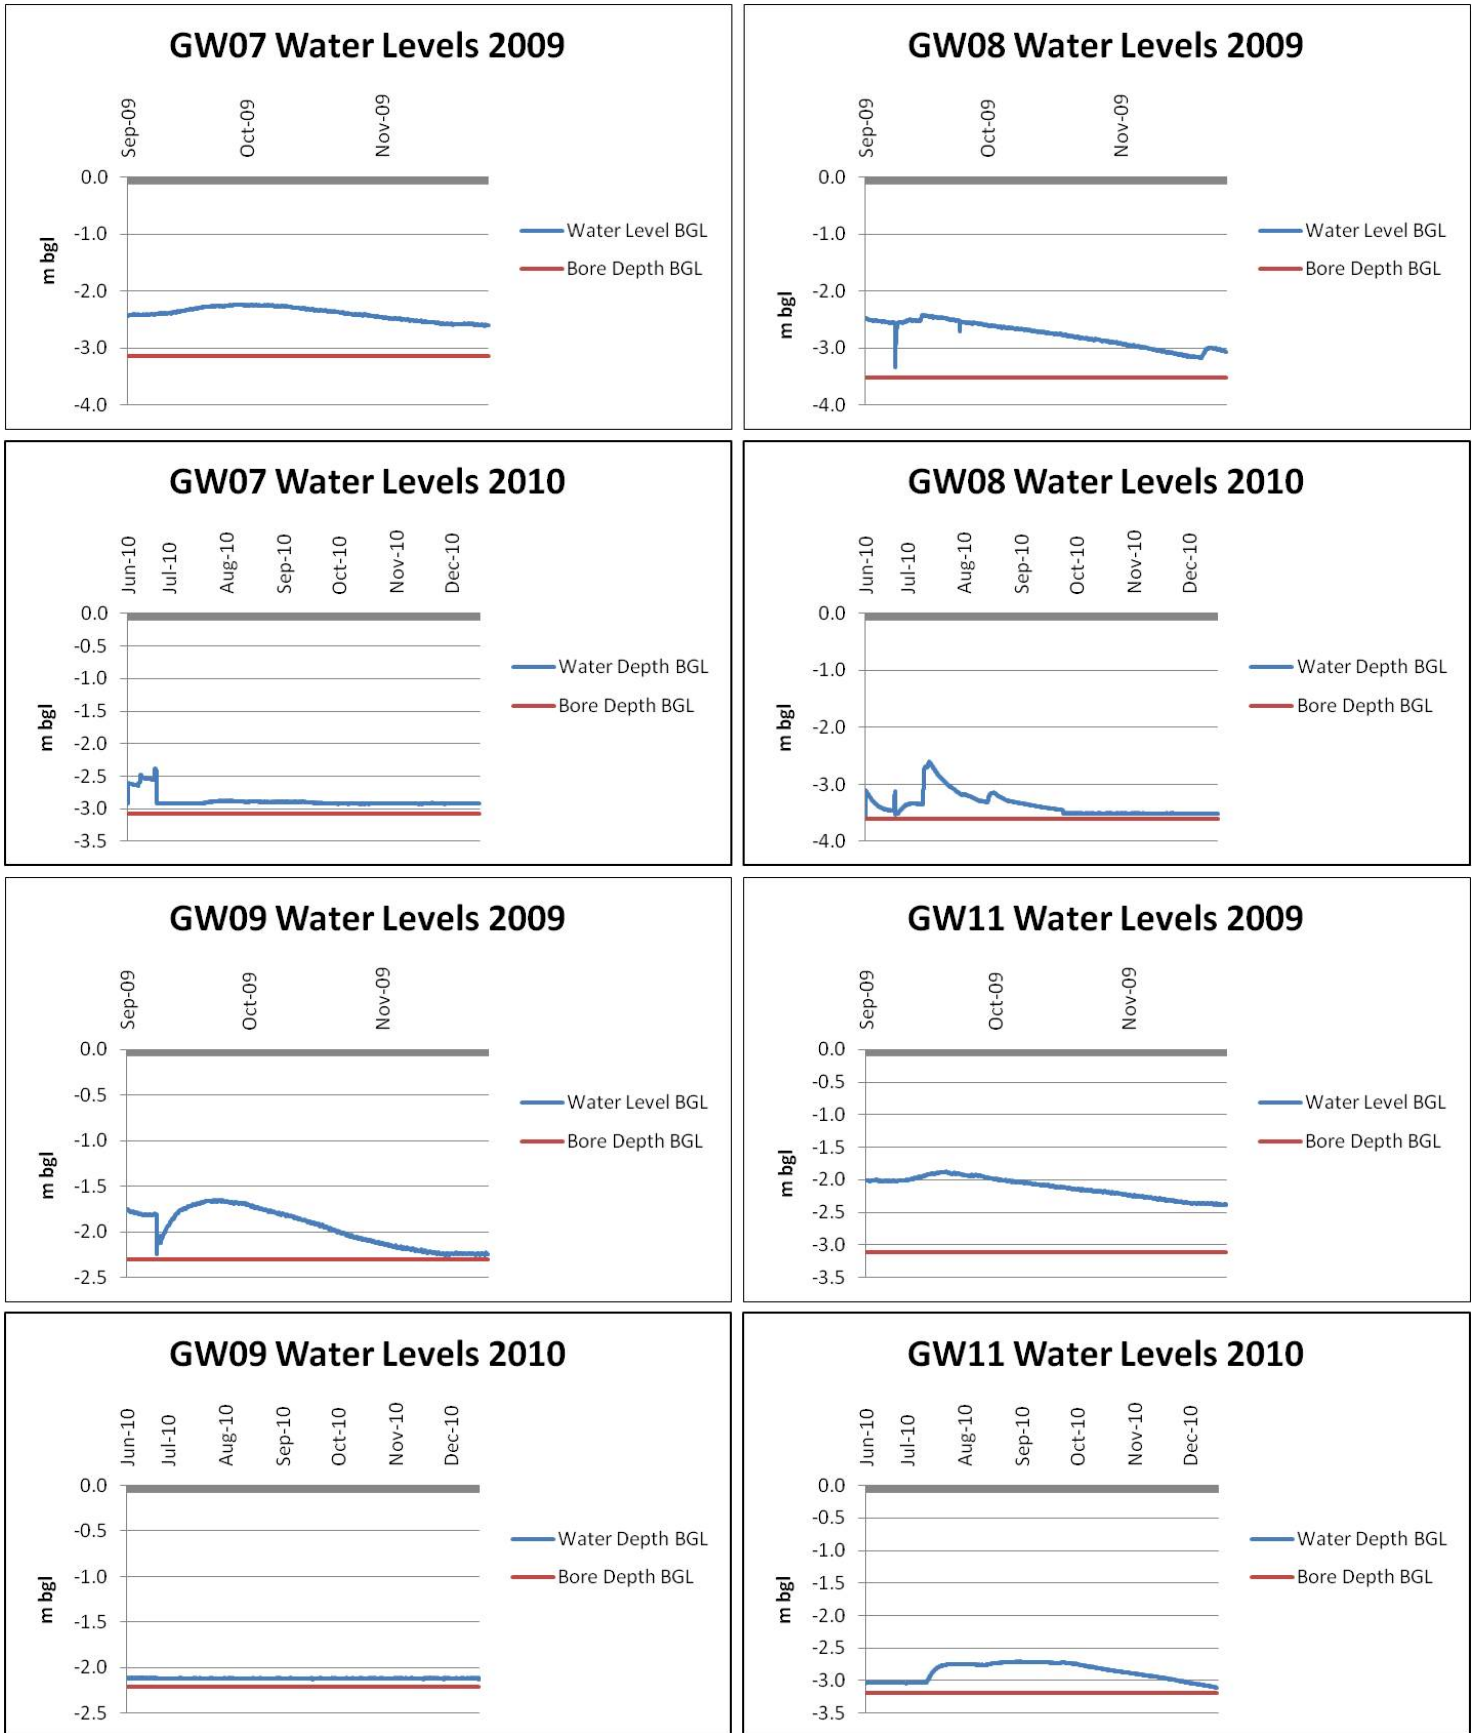 GW07 Water Levels 2009
Sep-09
Oct-09
Nov-09
0.0
-1.0
-2.0
-3.0
-4.0
m bgl
Water Level BGL
Bore Depth BGL
GW08 Water Levels 2009
Sep-09
Oct-09
Nov-09
0.0
-1.0
-2.0
-3.0
-4.0
m bgl
Water Level BGL
Bore Depth BGL
GW07 Water Levels 2010
Jun-10
Jul-10
Aug-10
Sep-10
Oct-10
Nov-10
Dec-10
0.0
-0.5
-1.0
-1.5
-2.0
-2.5
-3.0
-3.5
m bgl
Water Depth BGL
Bore Depth BGL
GW08 Water Levels 2010
Jun-10
Jul-10
Aug-10
Sep-10
Oct-10
Nov-10
Dec-10
0.0
-1.0
-2.0
-3.0
-4.0
m bgl
Water Depth BGL
Bore Depth BGL
GW09 Water Levels 2009
Sep-09
Oct-09
Nov-09
0.0
-0.5
-1.0
-1.5
-2.0
-2.5
m bgl
Water Level BGL
Bore Depth BGL
GW11 Water Levels 2009
Sep-09
Oct-09
Nov-09
0.0
-0.5
-1.0
-1.5
-2.0
-2.5
-3.0
-3.5
m bgl
Water Level BGL
Bore Depth BGL
GW09 Water Levels 2010
Jun-10
Jul-10
Aug-10
Sep-10
Oct-10
Nov-10
Dec-10
0.0
-0.5
-1.0
-1.5
-2.0
-2.5
m bgl
Water Depth BGL
Bore Depth BGL
GW11 Water Levels 2010
Jun-10
Jul-10
Aug-10
Sep-10
Oct-10
Nov-10
Dec-10
0.0
-0.5
-1.0
-1.5
-2.0
-2.5
-3.0
-3.5
m bgl
Water Depth BGL
Bore Depth BGL